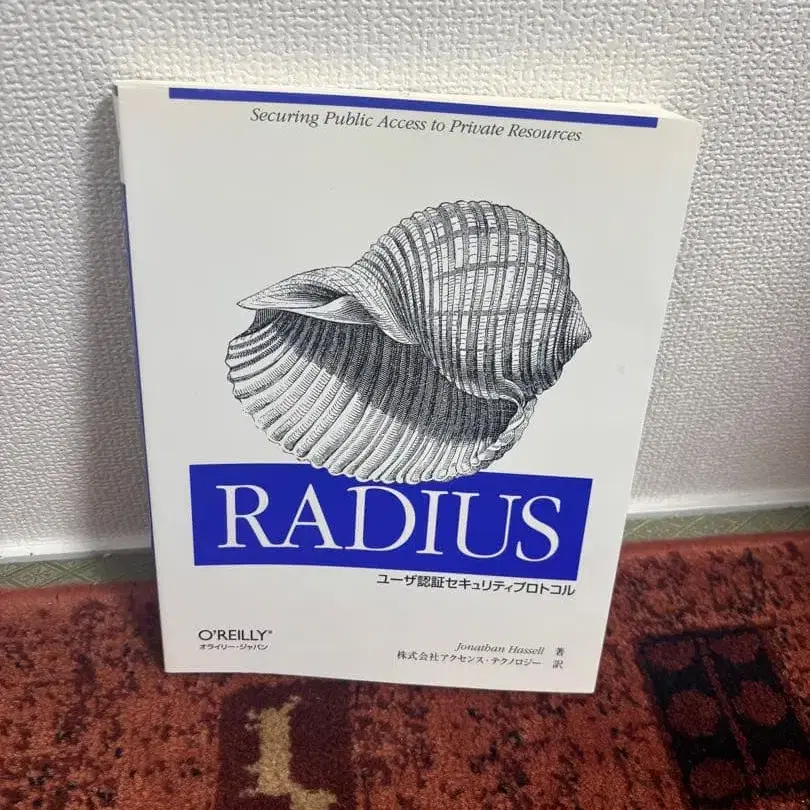 Securing Public Access to Private Resources
RADIUS
ユーザ認証セキュリティプロトコル
O'REILLY®
オライリー・ジャパン
Jonathan Hassell 著
株式会社アクセンス・テクノロジー 訳